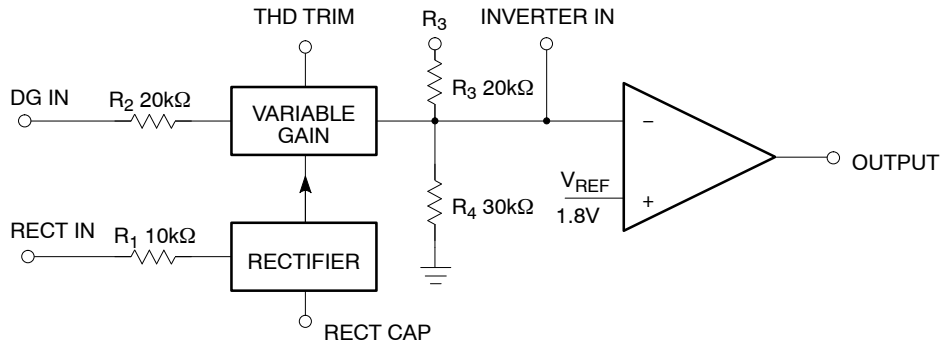 THD TRIM
R3
INVERTER IN
DG IN
R2 20kΩ
VARIABLE
GAIN
R3 20kΩ
−
OUTPUT
VREF
1.8V
+
R4 30kΩ
RECT IN
R1 10kΩ
RECTIFIER
RECT CAP